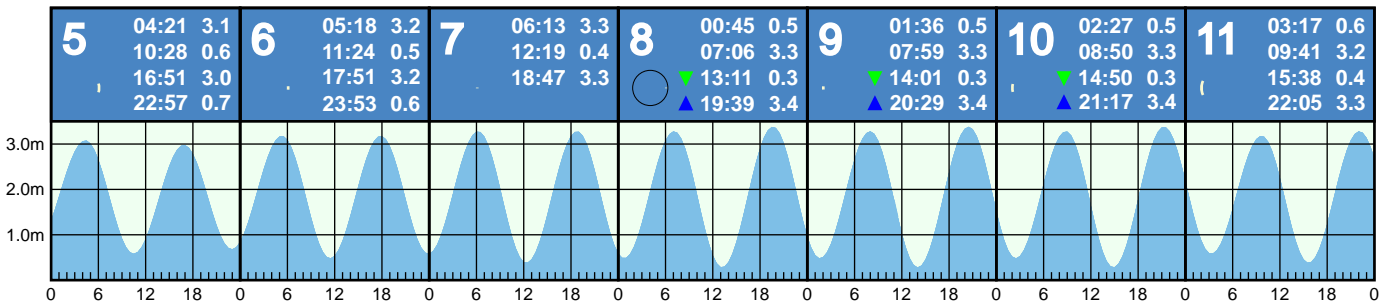 5 04:21 3.1
10:28 0.6
16:51 3.0
22:57 0.7
6 05:18 3.2
11:24 0.5
17:51 3.2
23:53 0.6
7 06:13 3.3
12:19 0.4
18:47 3.3
8 00:45 0.5
07:06 3.3
▼ 13:11 0.3
▲ 19:39 3.4
9 01:36 0.5
07:59 3.3
▼ 14:01 0.3
▲ 20:29 3.4
10 02:27 0.5
08:50 3.3
▼ 14:50 0.3
▲ 21:17 3.4
11 03:17 0.6
09:41 3.2
15:38 0.4
22:05 3.3
3.0m
2.0m
1.0m
0 6 12 18 0 6 12 18 0 6 12 18 0 6 12 18 0 6 12 18 0 6 12 18 0 6 12 18 0